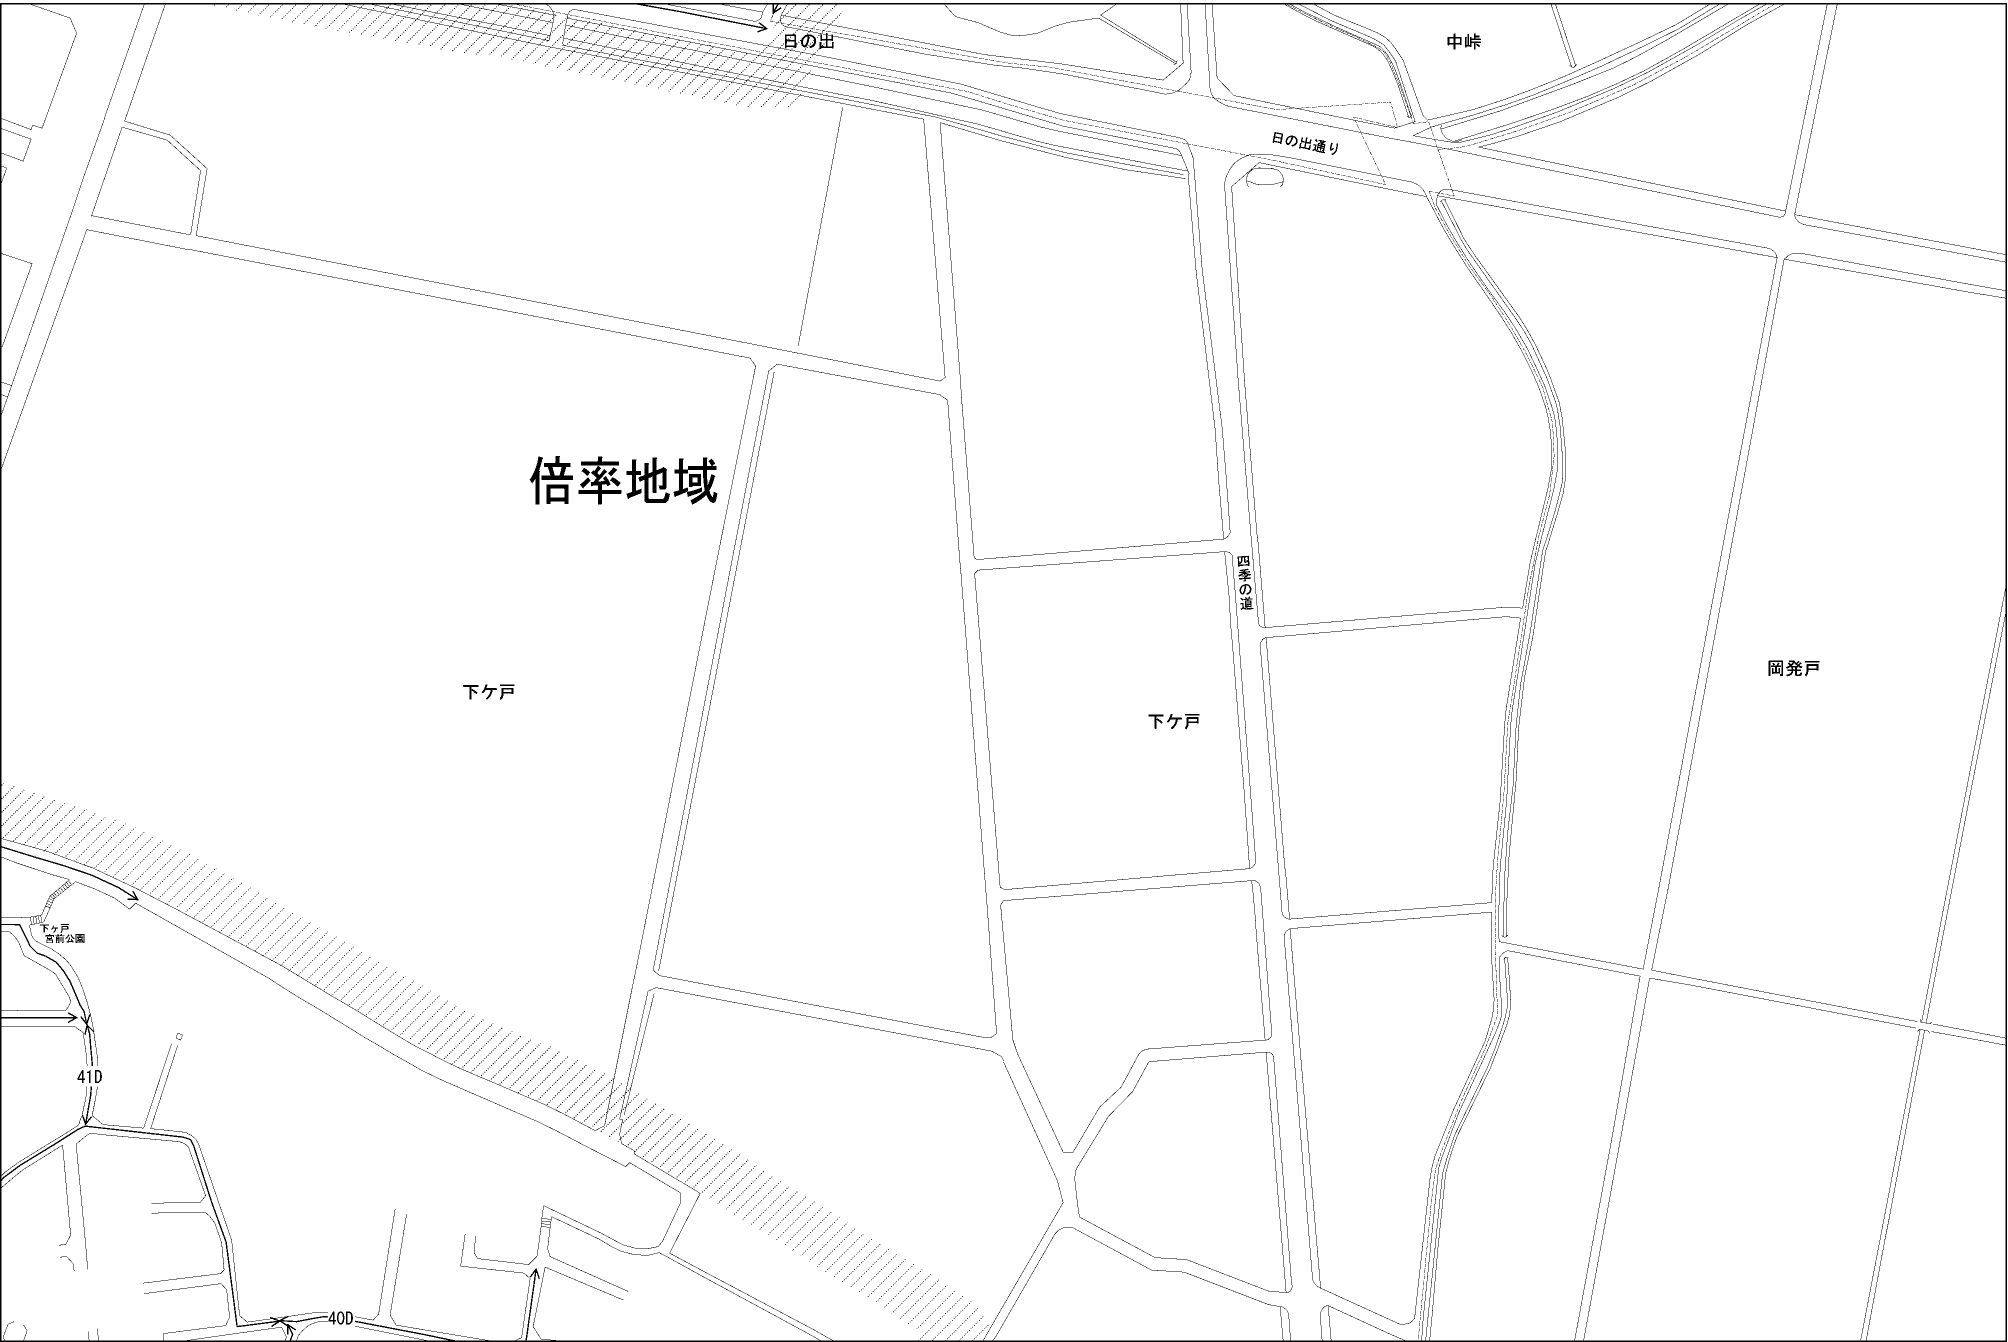 日の出
中峠
日の出通り
倍率地域
四季の道
岡発戸
下ケ戸
下ケ戸
下ヶ戸
宮前公園
41D
40D